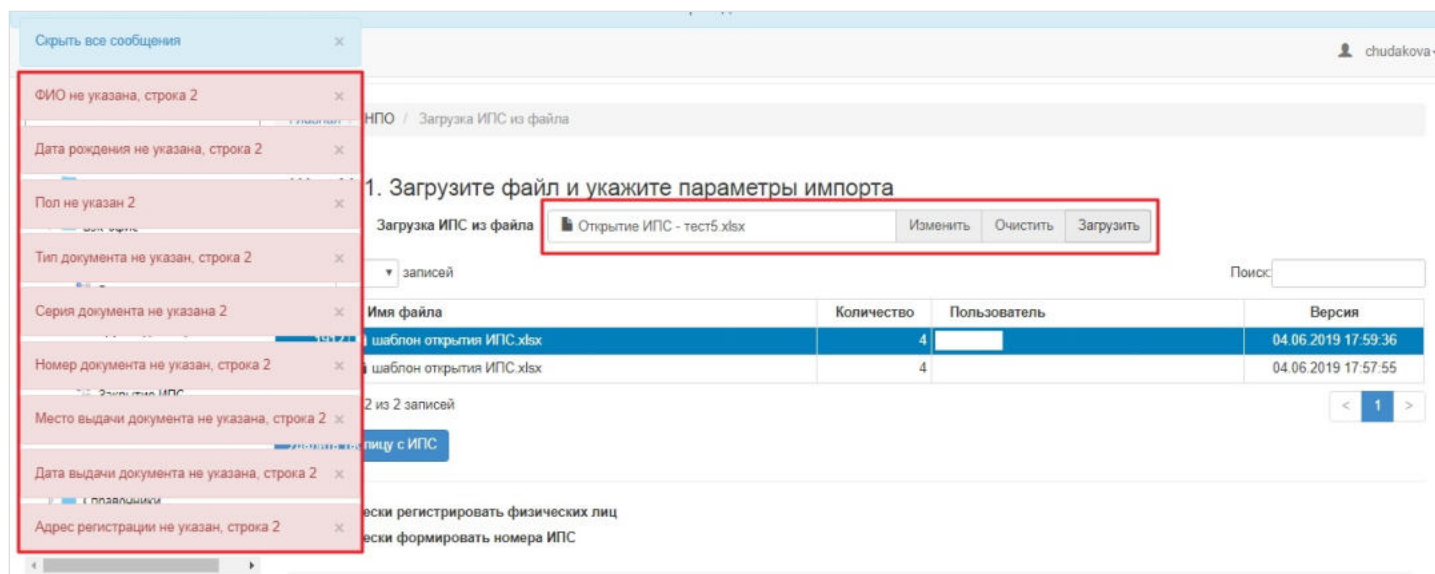 Скрыть все сообщения ×
chudakova
ФИО не указана, строка 2 ×
НПО / Загрузка ИПС из файла
Дата рождения не указана, строка 2 ×
1. Загрузите файл и укажите параметры импорта
Пол не указан 2 ×
Загрузка ИПС из файла Открытие ИПС - тест5.xlsx Изменить Очистить Загрузить
Тип документа не указан, строка 2 ×
записей Поиск:
Серия документа не указана 2 ×
Имя файла Количество Пользователь Версия
шаблон открытия ИПС.xlsx 4 04.06.2019 17:59:36
Номер документа не указан, строка 2 ×
шаблон открытия ИПС.xlsx 4 04.06.2019 17:57:55
Закрытие ИПС
2 из 2 записей < 1 >
Место выдачи документа не указана, строка 2 ×
Удалить таблицу с ИПС
Дата выдачи документа не указана, строка 2 ×
Справочники
ески регистрировать физических лиц
Адрес регистрации не указан, строка 2 ×
ески формировать номера ИПС